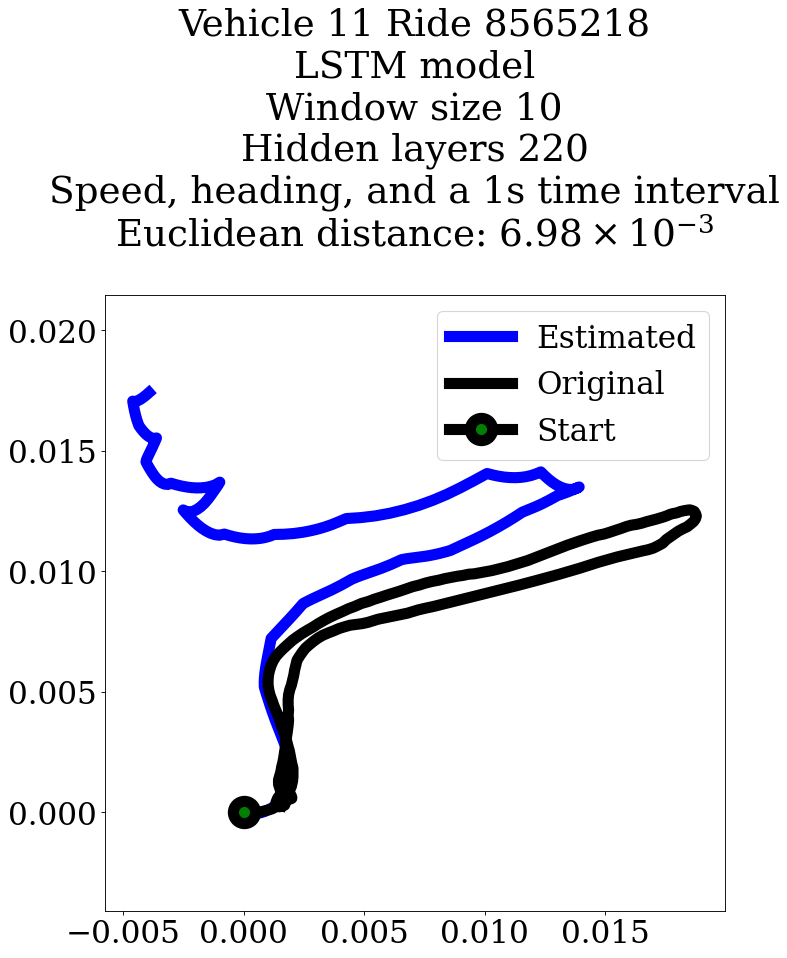 Vehicle 11 Ride 8565218
LSTM model
Window size 10
Hidden layers 220
Speed, heading, and a 1s time interval
Euclidean distance: 6.98 × 10⁻³
Estimated
Original
Start
0.020
0.015
0.010
0.005
0.000
−0.005 0.000 0.005 0.010 0.015